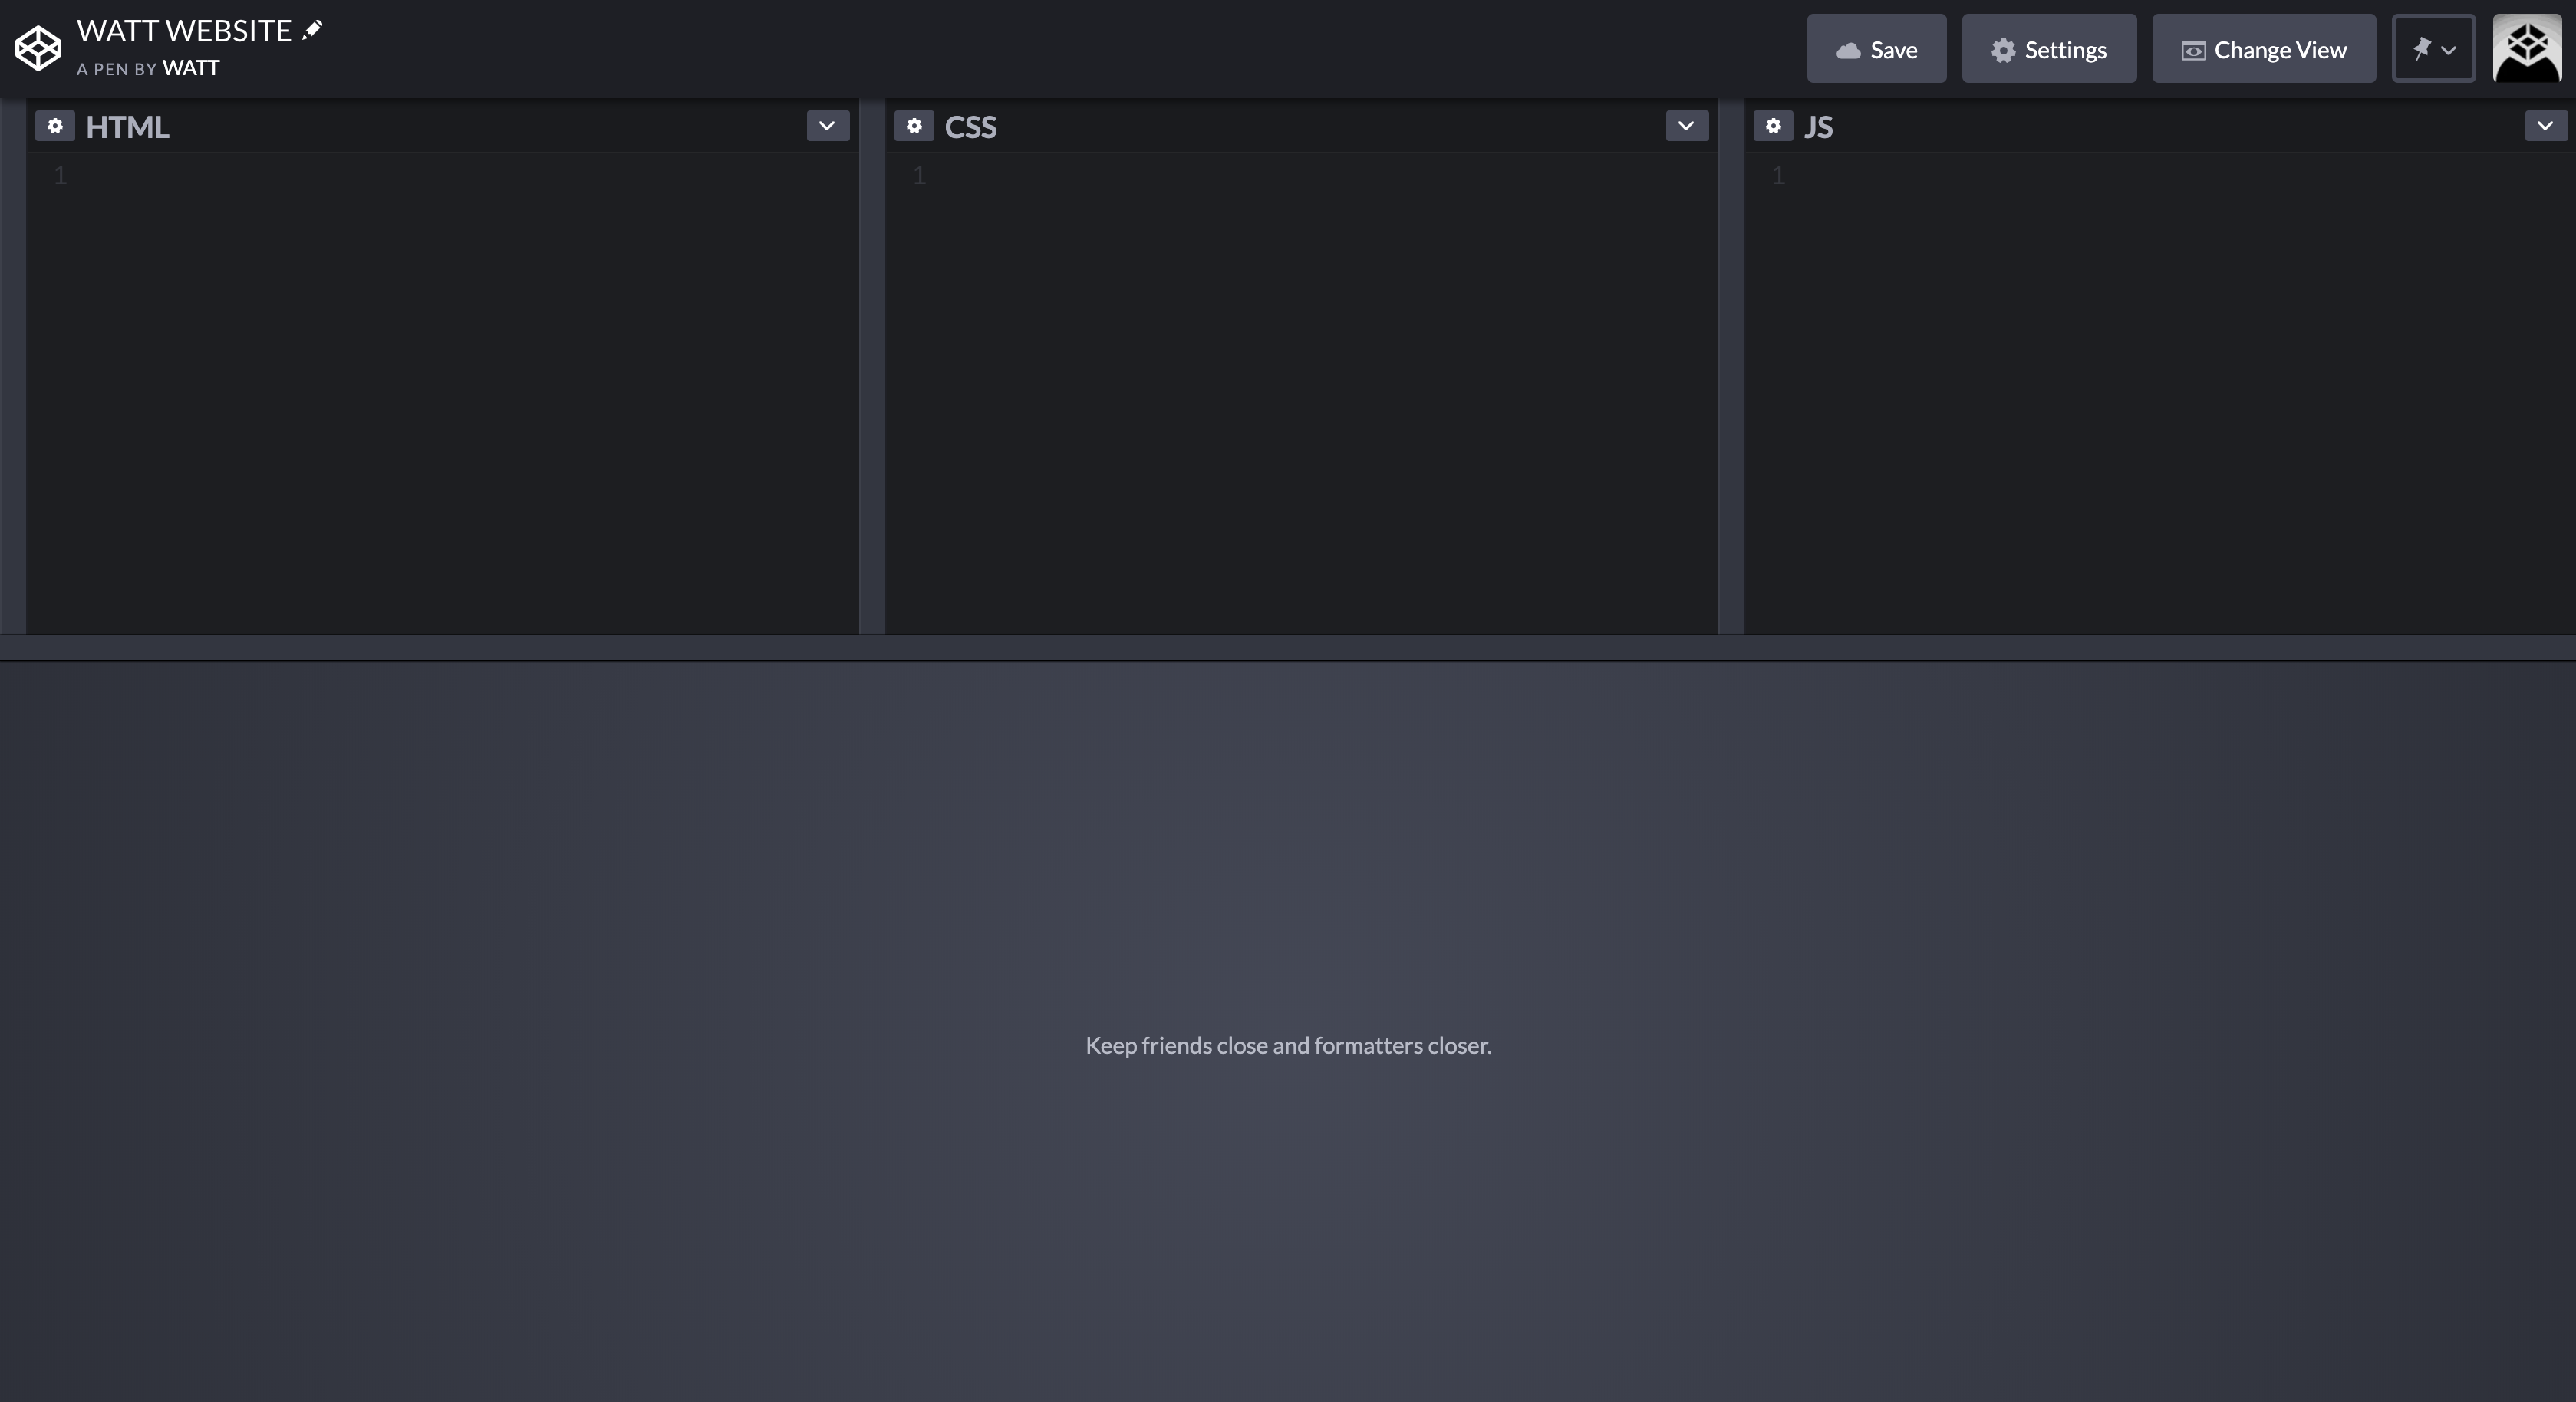 WATT WEBSITE
A PEN BY WATT
Save
Settings
Change View
HTML
CSS
JS
1
1
1
Keep friends close and formatters closer.